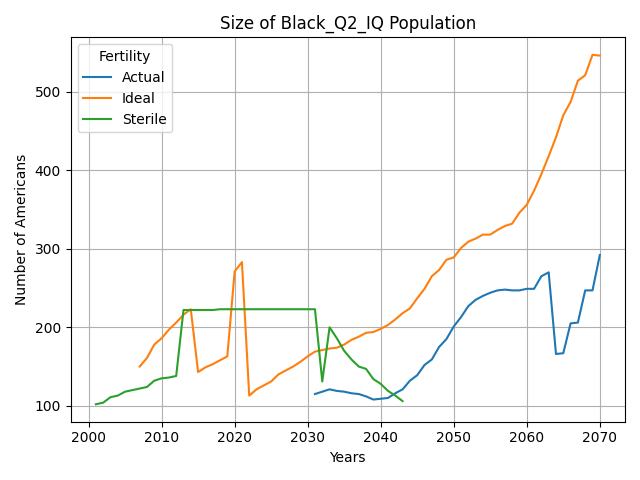 Size of Black_Q2_IQ Population
Fertility
Actual
Ideal
Sterile
Number of Americans
500
400
300
200
100
2000 2010 2020 2030 2040 2050 2060 2070
Years